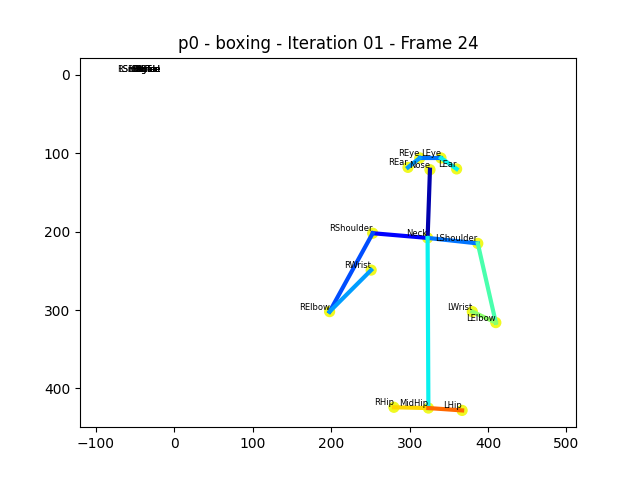 p0 - boxing - Iteration 01 - Frame 24
0
100
200
300
400
REye LEye
REar Nose LEar
RShoulder Neck LShoulder
RWrist
RElbow LWrist
LElbow
RHip MidHip LHip
−100 0 100 200 300 400 500